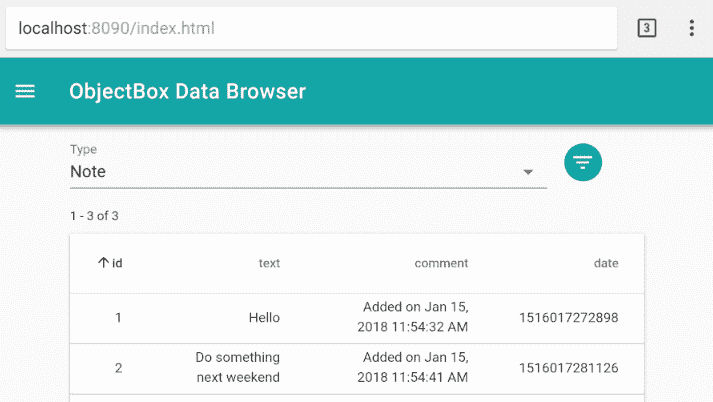 localhost:8090/index.html
3
ObjectBox Data Browser
Type
Note
1 - 3 of 3
id text comment date
1 Hello Added on Jan 15, 2018 11:54:32 AM 1516017272898
2 Do something next weekend Added on Jan 15, 2018 11:54:41 AM 1516017281126